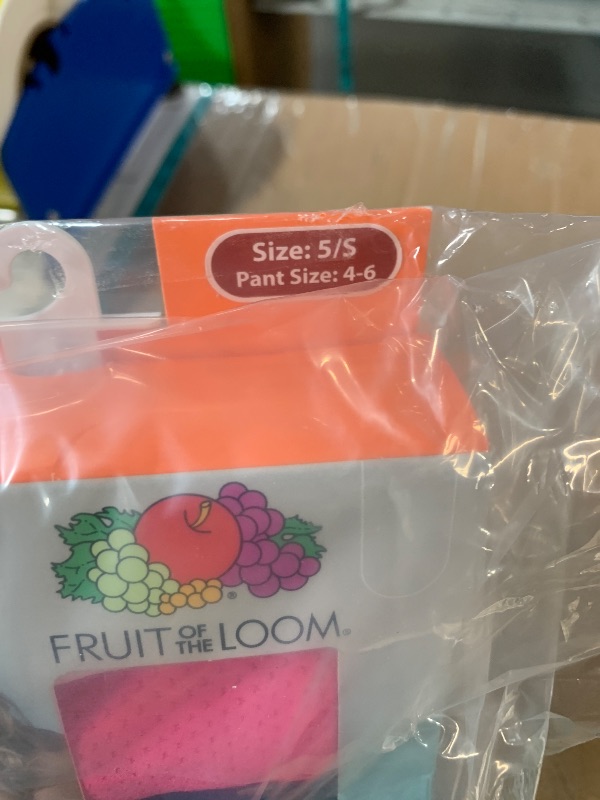 Size: 5/S
Pant Size: 4-6
FRUIT OF THE LOOM®